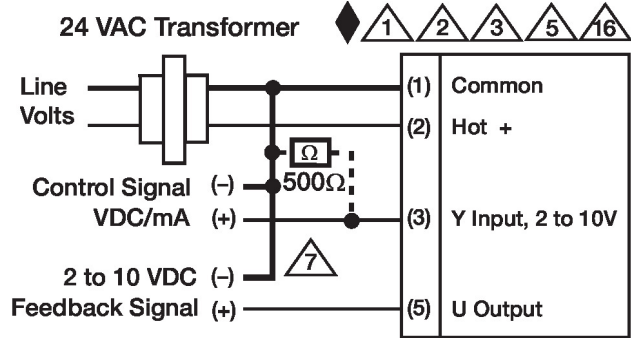 24 VAC Transformer
1 2 3 5 16
Line
Volts
(1) Common
(2) Hot +
Ω
500Ω
Control Signal (–)
VDC/mA (+)
(3) Y Input, 2 to 10V
7
2 to 10 VDC (–)
Feedback Signal (+)
(5) U Output